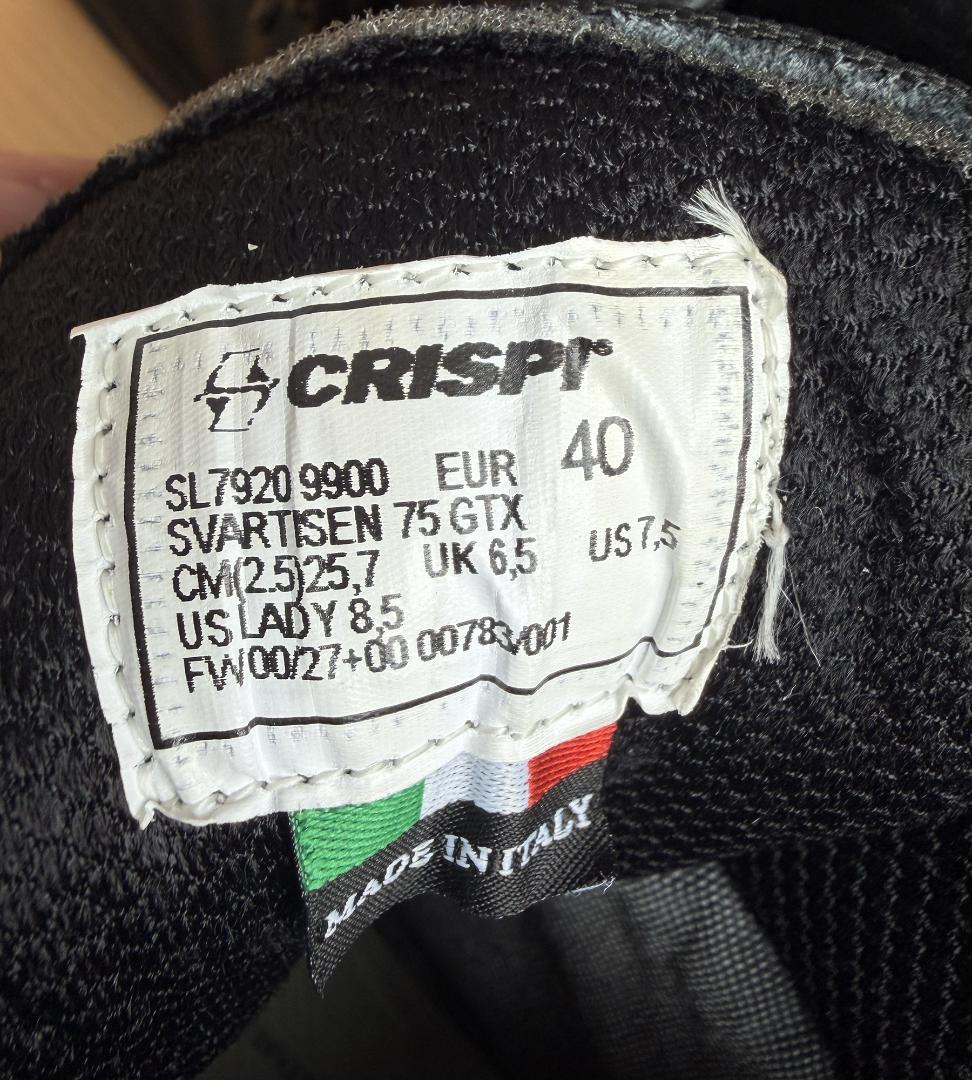 CRISPI®
SL7920 9900 EUR 40
SVARTISEN 75 GTX
CM(2.5)25,7 UK 6,5 US 7,5
US LADY 8,5
FW00/27+00 00783/001
MADE IN ITALY